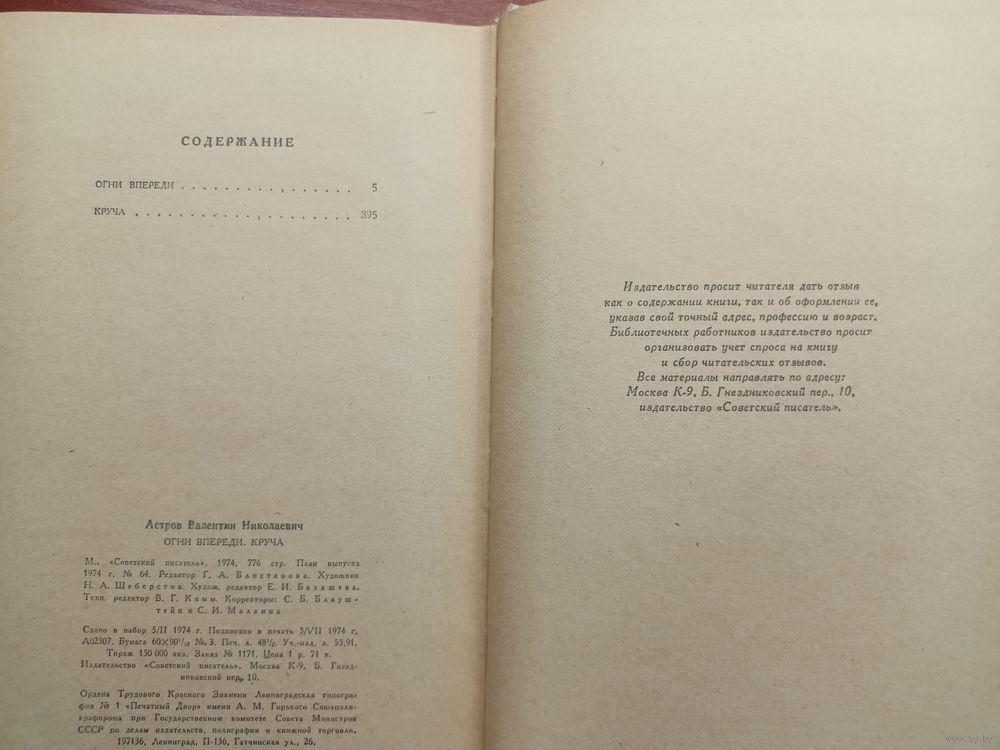 СОДЕРЖАНИЕ
ОГНИ ВПЕРЕДИ . . . . . . . . . . . . . . . . 5
КРУЧА . . . . . . . . . . . . . . . . . . . 395
Астров Валентин Николаевич
ОГНИ ВПЕРЕДИ. КРУЧА
М., «Советский писатель», 1974, 776 стр. План выпуска
1974 г. № 64. Редактор Г. А. Блистанова. Художник
Н. А. Шеберстов. Худож. редактор Е. И. Балашева.
Техн. редактор В. Г. Комм. Корректоры: С. Б. Блауш-
тейн и С. И. Малкина
Сдано в набор 5/II 1974 г. Подписано в печать 3/VII 1974 г.
А02307. Бумага 60×90¹/₁₆ № 3. Печ. л. 48¹/₂. Уч.-изд. л. 53,91.
Тираж 150 000 экз. Заказ № 1171. Цена 1 р. 71 к.
Издательство «Советский писатель», Москва К-9, Б. Гнезд-
никовский пер., 10.
Ордена Трудового Красного Знамени Ленинградская типогра-
фия № 1 «Печатный Двор» имени А. М. Горького Союзполи-
графпрома при Государственном комитете Совета Министров
СССР по делам издательств, полиграфии и книжной торговли.
197136, Ленинград, П-136, Гатчинская ул., 26.
Издательство просит читателя дать отзыв
как о содержании книги, так и об оформлении ее,
указав свой точный адрес, профессию и возраст.
Библиотечных работников издательство просит
организовать учет спроса на книгу
и сбор читательских отзывов.
Все материалы направлять по адресу:
Москва К-9, Б. Гнездниковский пер., 10,
издательство «Советский писатель».
www.ay.by